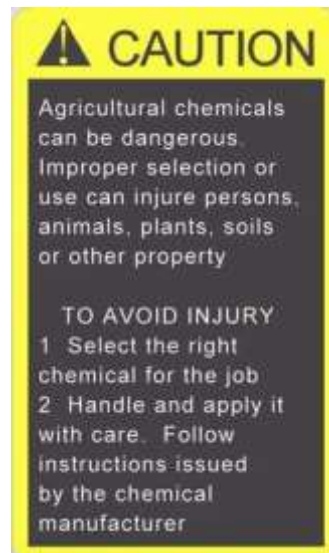 CAUTION
Agricultural chemicals
can be dangerous.
Improper selection or
use can injure persons,
animals, plants, soils
or other property
TO AVOID INJURY
1 Select the right
chemical for the job
2 Handle and apply it
with care. Follow
instructions issued
by the chemical
manufacturer